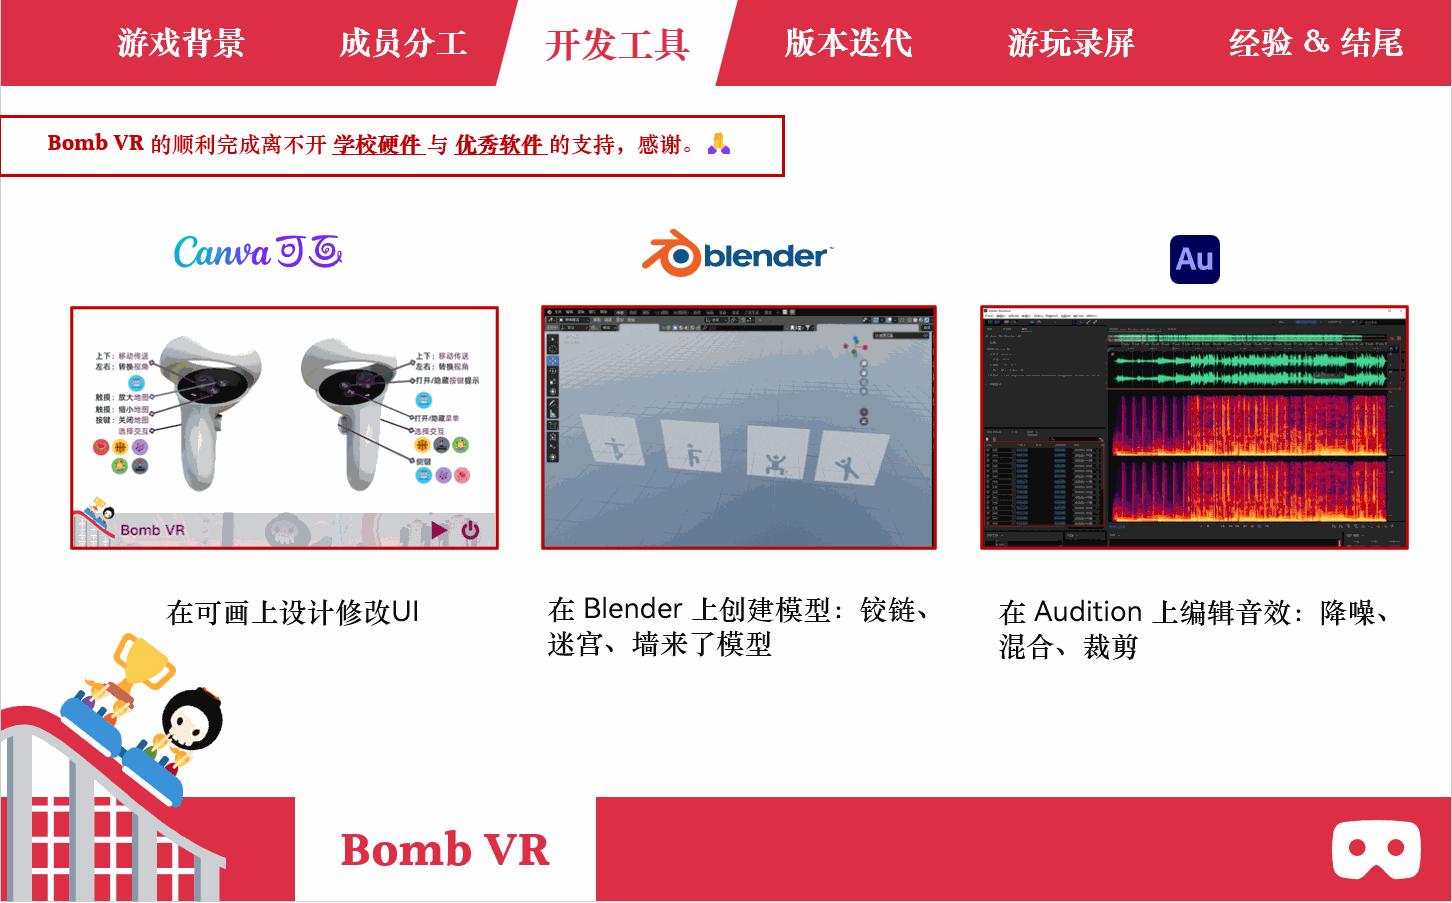 游戏背景
成员分工
开发工具
版本迭代
游玩录屏
经验 & 结尾
Bomb VR 的顺利完成离不开 学校硬件 与 优秀软件 的支持，感谢。🙏
Canva可画
blender
Au
上下：移动传送
左右：转换视角
触摸：放大地图
触摸：缩小地图
按键：关闭地图
选择交互
上下：移动传送
左右：转换视角
打开/隐藏按键提示
打开/隐藏菜单
选择交互
侧键
Bomb VR
在可画上设计修改UI
在 Blender 上创建模型：铰链、
迷宫、墙来了模型
在 Audition 上编辑音效：降噪、
混合、裁剪
Bomb VR